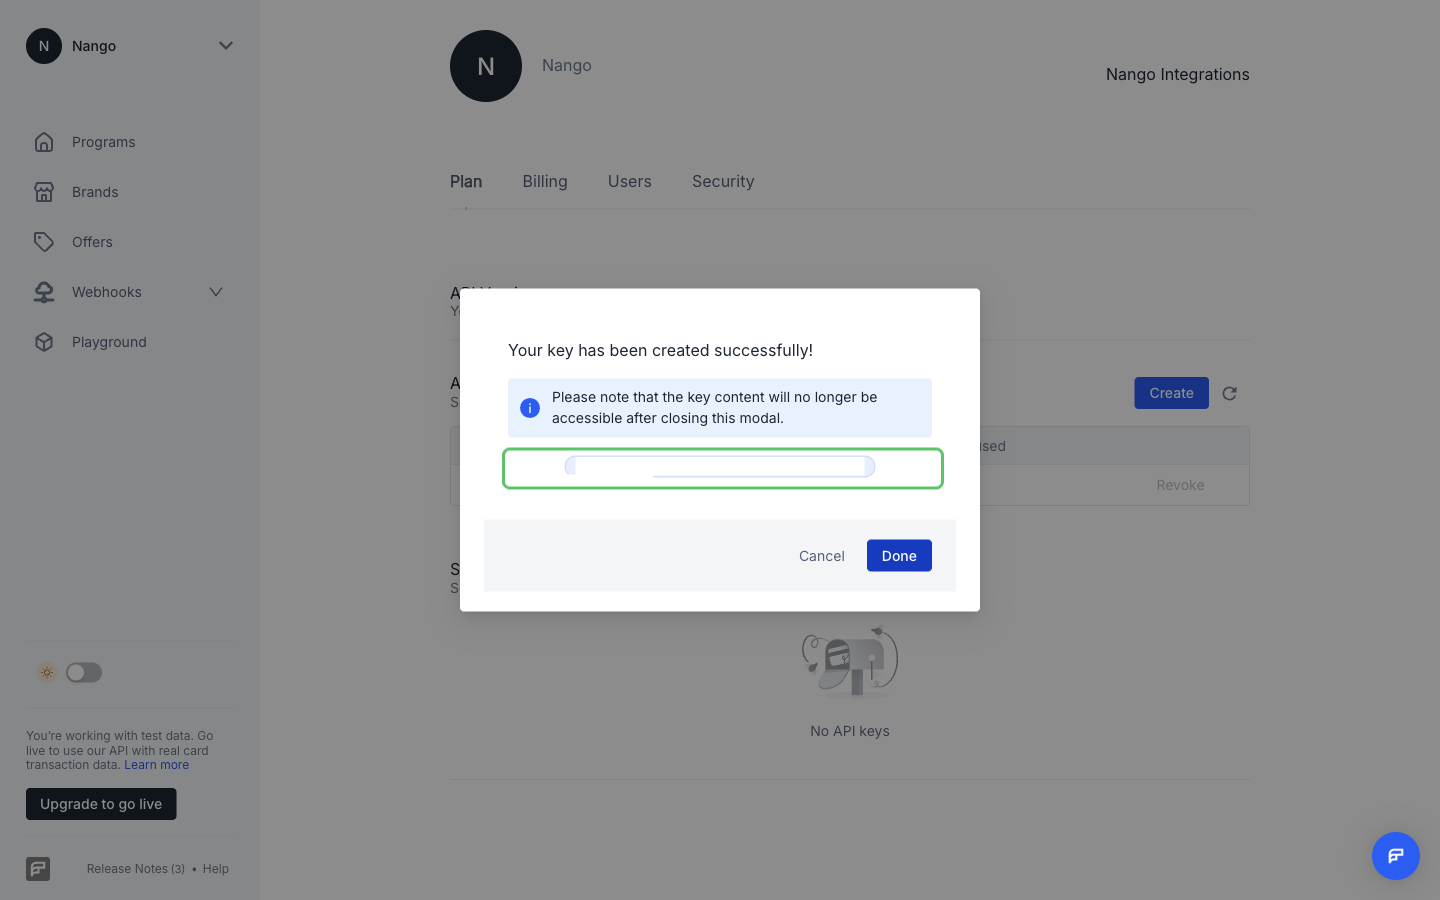 N
Nango
Programs
Brands
Offers
Webhooks
Playground
You're working with test data. Go
live to use our API with real card
transaction data. Learn more
Upgrade to go live
Release Notes (3) • Help
N
Nango
Nango Integrations
Plan
Billing
Users
Security
Create
Revoke
Your key has been created successfully!
Please note that the key content will no longer be
accessible after closing this modal.
Cancel
Done
No API keys